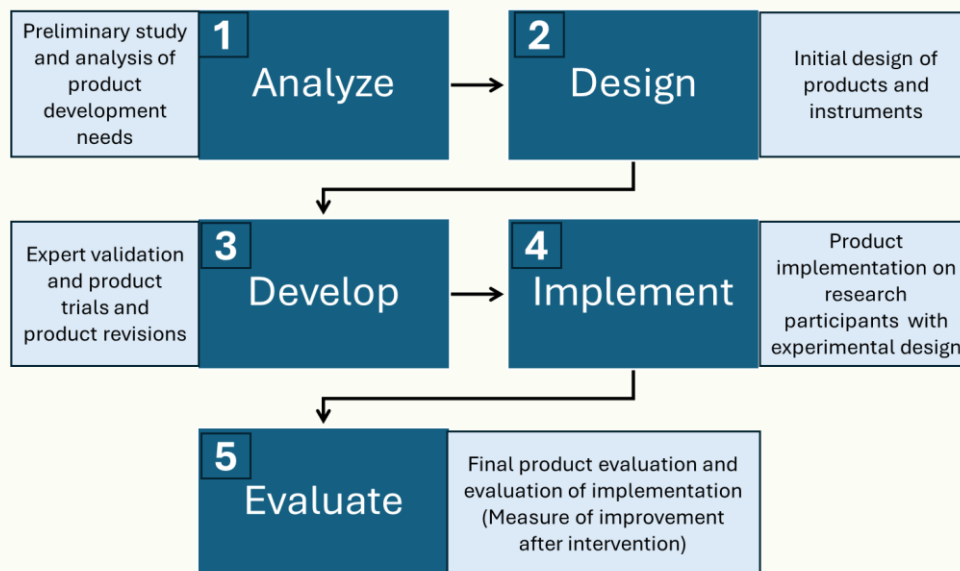 Preliminary study
and analysis of
product
development
needs
1
Analyze
2
Design
Initial design of
products and
instruments
Expert validation
and product
trials and
product revisions
3
Develop
4
Implement
Product
implementation on
research
participants with
experimental design
5
Evaluate
Final product evaluation and
evaluation of implementation
(Measure of improvement
after intervention)